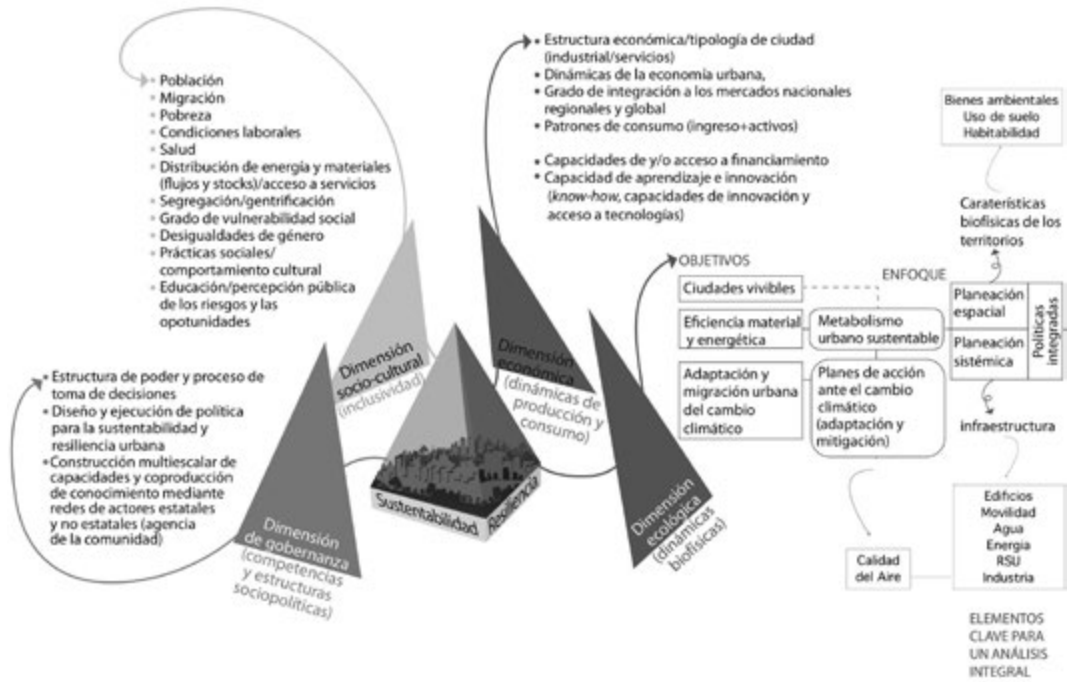 • Población
• Migración
• Pobreza
• Condiciones laborales
• Salud
• Distribución de energía y materiales
(flujos y stocks)/acceso a servicios
• Segregación/gentrificación
• Grado de vulnerabilidad social
• Desigualdades de género
• Prácticas sociales/
comportamiento cultural
• Educación/percepción pública
de los riesgos y las
opotunidades
• Estructura económica/tipología de ciudad
(industrial/servicios)
• Dinámicas de la economía urbana,
• Grado de integración a los mercados nacionales
regionales y global
• Patrones de consumo (ingreso+activos)
• Capacidades de y/o acceso a financiamiento
• Capacidad de aprendizaje e innovación
(know-how, capacidades de innovación y
acceso a tecnologías)
• Estructura de poder y proceso de
toma de decisiones
• Diseño y ejecución de política
para la sustentabilidad y
resiliencia urbana
• Construcción multiescalar de
capacidades y coproducción
de conocimiento mediante
redes de actores estatales
y no estatales (agencia
de la comunidad)
Dimensión
socio-cultural
(inclusividad)
Dimensión
económica
(dinámicas de
producción y
consumo)
Dimensión
de gobernanza
(competencias
y estructuras
sociopolíticas)
Sustentabilidad
Resiliencia
Dimensión
ecológica
(dinámicas
biofísicas)
OBJETIVOS
Ciudades vivibles
Eficiencia material
y energética
Adaptación y
migración urbana
del cambio
climático
ENFOQUE
Metabolismo
urbano sustentable
Planes de acción
ante el cambio
climático
(adaptación y
mitigación)
Bienes ambientales
Uso de suelo
Habitabilidad
Caraterísticas
biofísicas de los
territorios
Planeación
espacial
Planeación
sistémica
Políticas
integradas
infraestructura
Calidad
del Aire
Edificios
Movilidad
Agua
Energia
RSU
Industria
ELEMENTOS
CLAVE PARA
UN ANÁLISIS
INTEGRAL